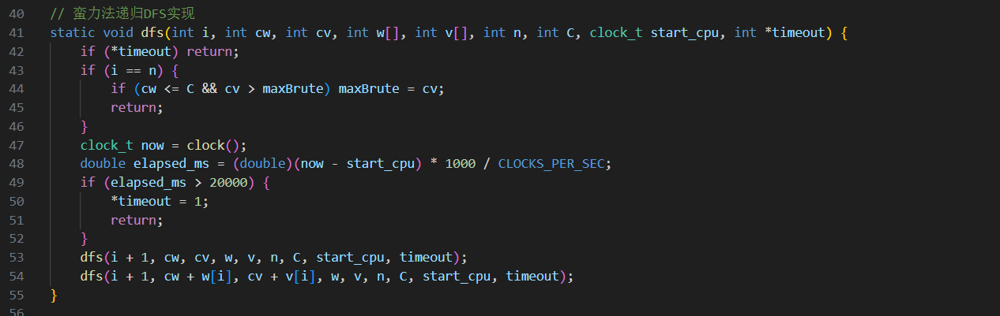 40 // 蛮力法递归DFS实现
41 static void dfs(int i, int cw, int cv, int w[], int v[], int n, int C, clock_t start_cpu, int *timeout) {
42     if (*timeout) return;
43     if (i == n) {
44         if (cw <= C && cv > maxBrute) maxBrute = cv;
45         return;
46     }
47     clock_t now = clock();
48     double elapsed_ms = (double)(now - start_cpu) * 1000 / CLOCKS_PER_SEC;
49     if (elapsed_ms > 20000) {
50         *timeout = 1;
51         return;
52     }
53     dfs(i + 1, cw, cv, w, v, n, C, start_cpu, timeout);
54     dfs(i + 1, cw + w[i], cv + v[i], w, v, n, C, start_cpu, timeout);
55 }
56